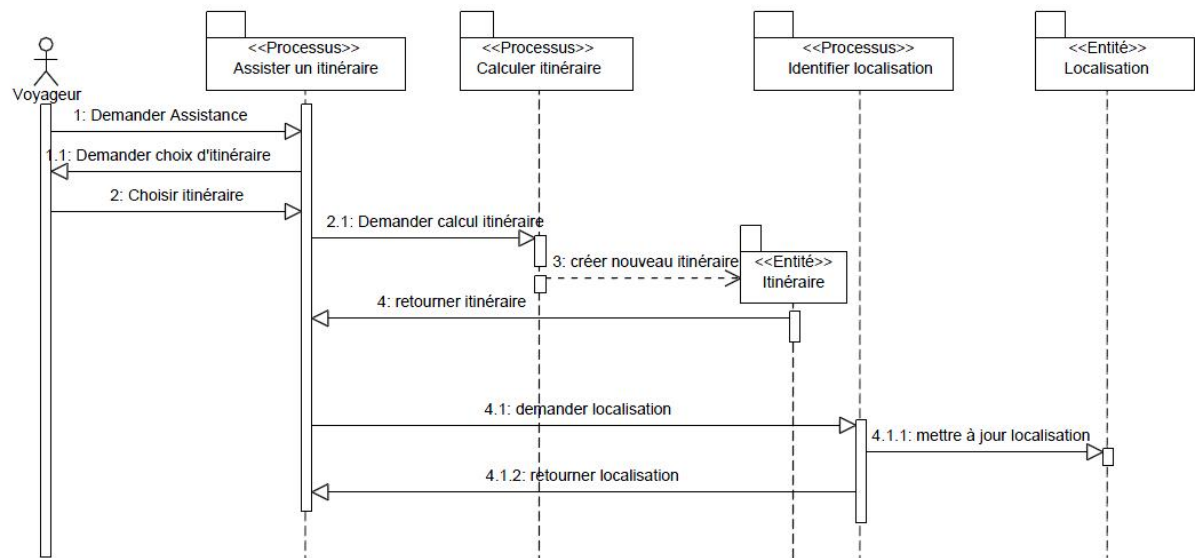 <<Processus>>
Assister un itinéraire
<<Processus>>
Calculer itinéraire
<<Processus>>
Identifier localisation
<<Entité>>
Localisation
Voyageur
1: Demander Assistance
1.1: Demander choix d'itinéraire
2: Choisir itinéraire
2.1: Demander calcul itinéraire
3: créer nouveau itinéraire
<<Entité>>
Itinéraire
4: retourner itinéraire
4.1: demander localisation
4.1.1: mettre à jour localisation
4.1.2: retourner localisation